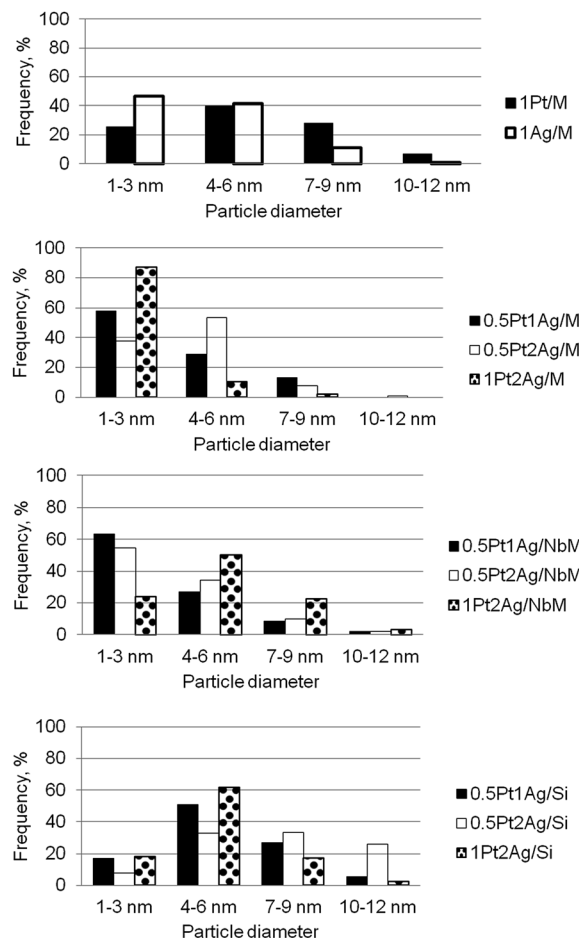 Frequency, %
100
80
60
40
20
0
1-3 nm 4-6 nm 7-9 nm 10-12 nm
Particle diameter
1Pt/M
1Ag/M
Frequency, %
100
80
60
40
20
0
1-3 nm 4-6 nm 7-9 nm 10-12 nm
Particle diameter
0.5Pt1Ag/M
0.5Pt2Ag/M
1Pt2Ag/M
Frequency, %
100
80
60
40
20
0
1-3 nm 4-6 nm 7-9 nm 10-12 nm
Particle diameter
0.5Pt1Ag/NbM
0.5Pt2Ag/NbM
1Pt2Ag/NbM
Frequency, %
100
80
60
40
20
0
1-3 nm 4-6 nm 7-9 nm 10-12 nm
Particle diameter
0.5Pt1Ag/Si
0.5Pt2Ag/Si
1Pt2Ag/Si